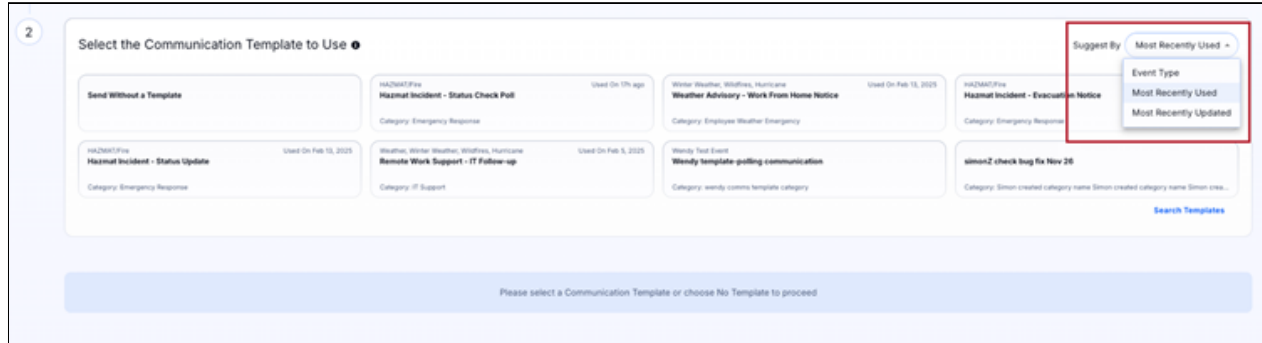 2
Select the Communication Template to Use
Suggest By
Most Recently Used
Event Type
Most Recently Used
Most Recently Updated
Send Without a Template
HAZMAT/Fire
Used On 17h ago
Hazmat Incident - Status Check Poll
Category: Emergency Response
Winter Weather, Wildfires, Hurricane
Used On Feb 13, 2025
Weather Advisory - Work From Home Notice
Category: Employee Weather Emergency
HAZMAT/Fire
Hazmat Incident - Evacuation Notice
Category: Emergency Response
HAZMAT/Fire
Used On Feb 13, 2025
Hazmat Incident - Status Update
Category: Emergency Response
Weather, Winter Weather, Wildfires, Hurricane
Used On Feb 5, 2025
Remote Work Support - IT Follow-up
Category: IT Support
Wendy Test Event
Wendy template-polling communication
Category: wendy comms template category
simonZ check bug fix Nov 26
Category: Simon created category name Simon created category name Simon crea...
Search Templates
Please select a Communication Template or choose No Template to proceed